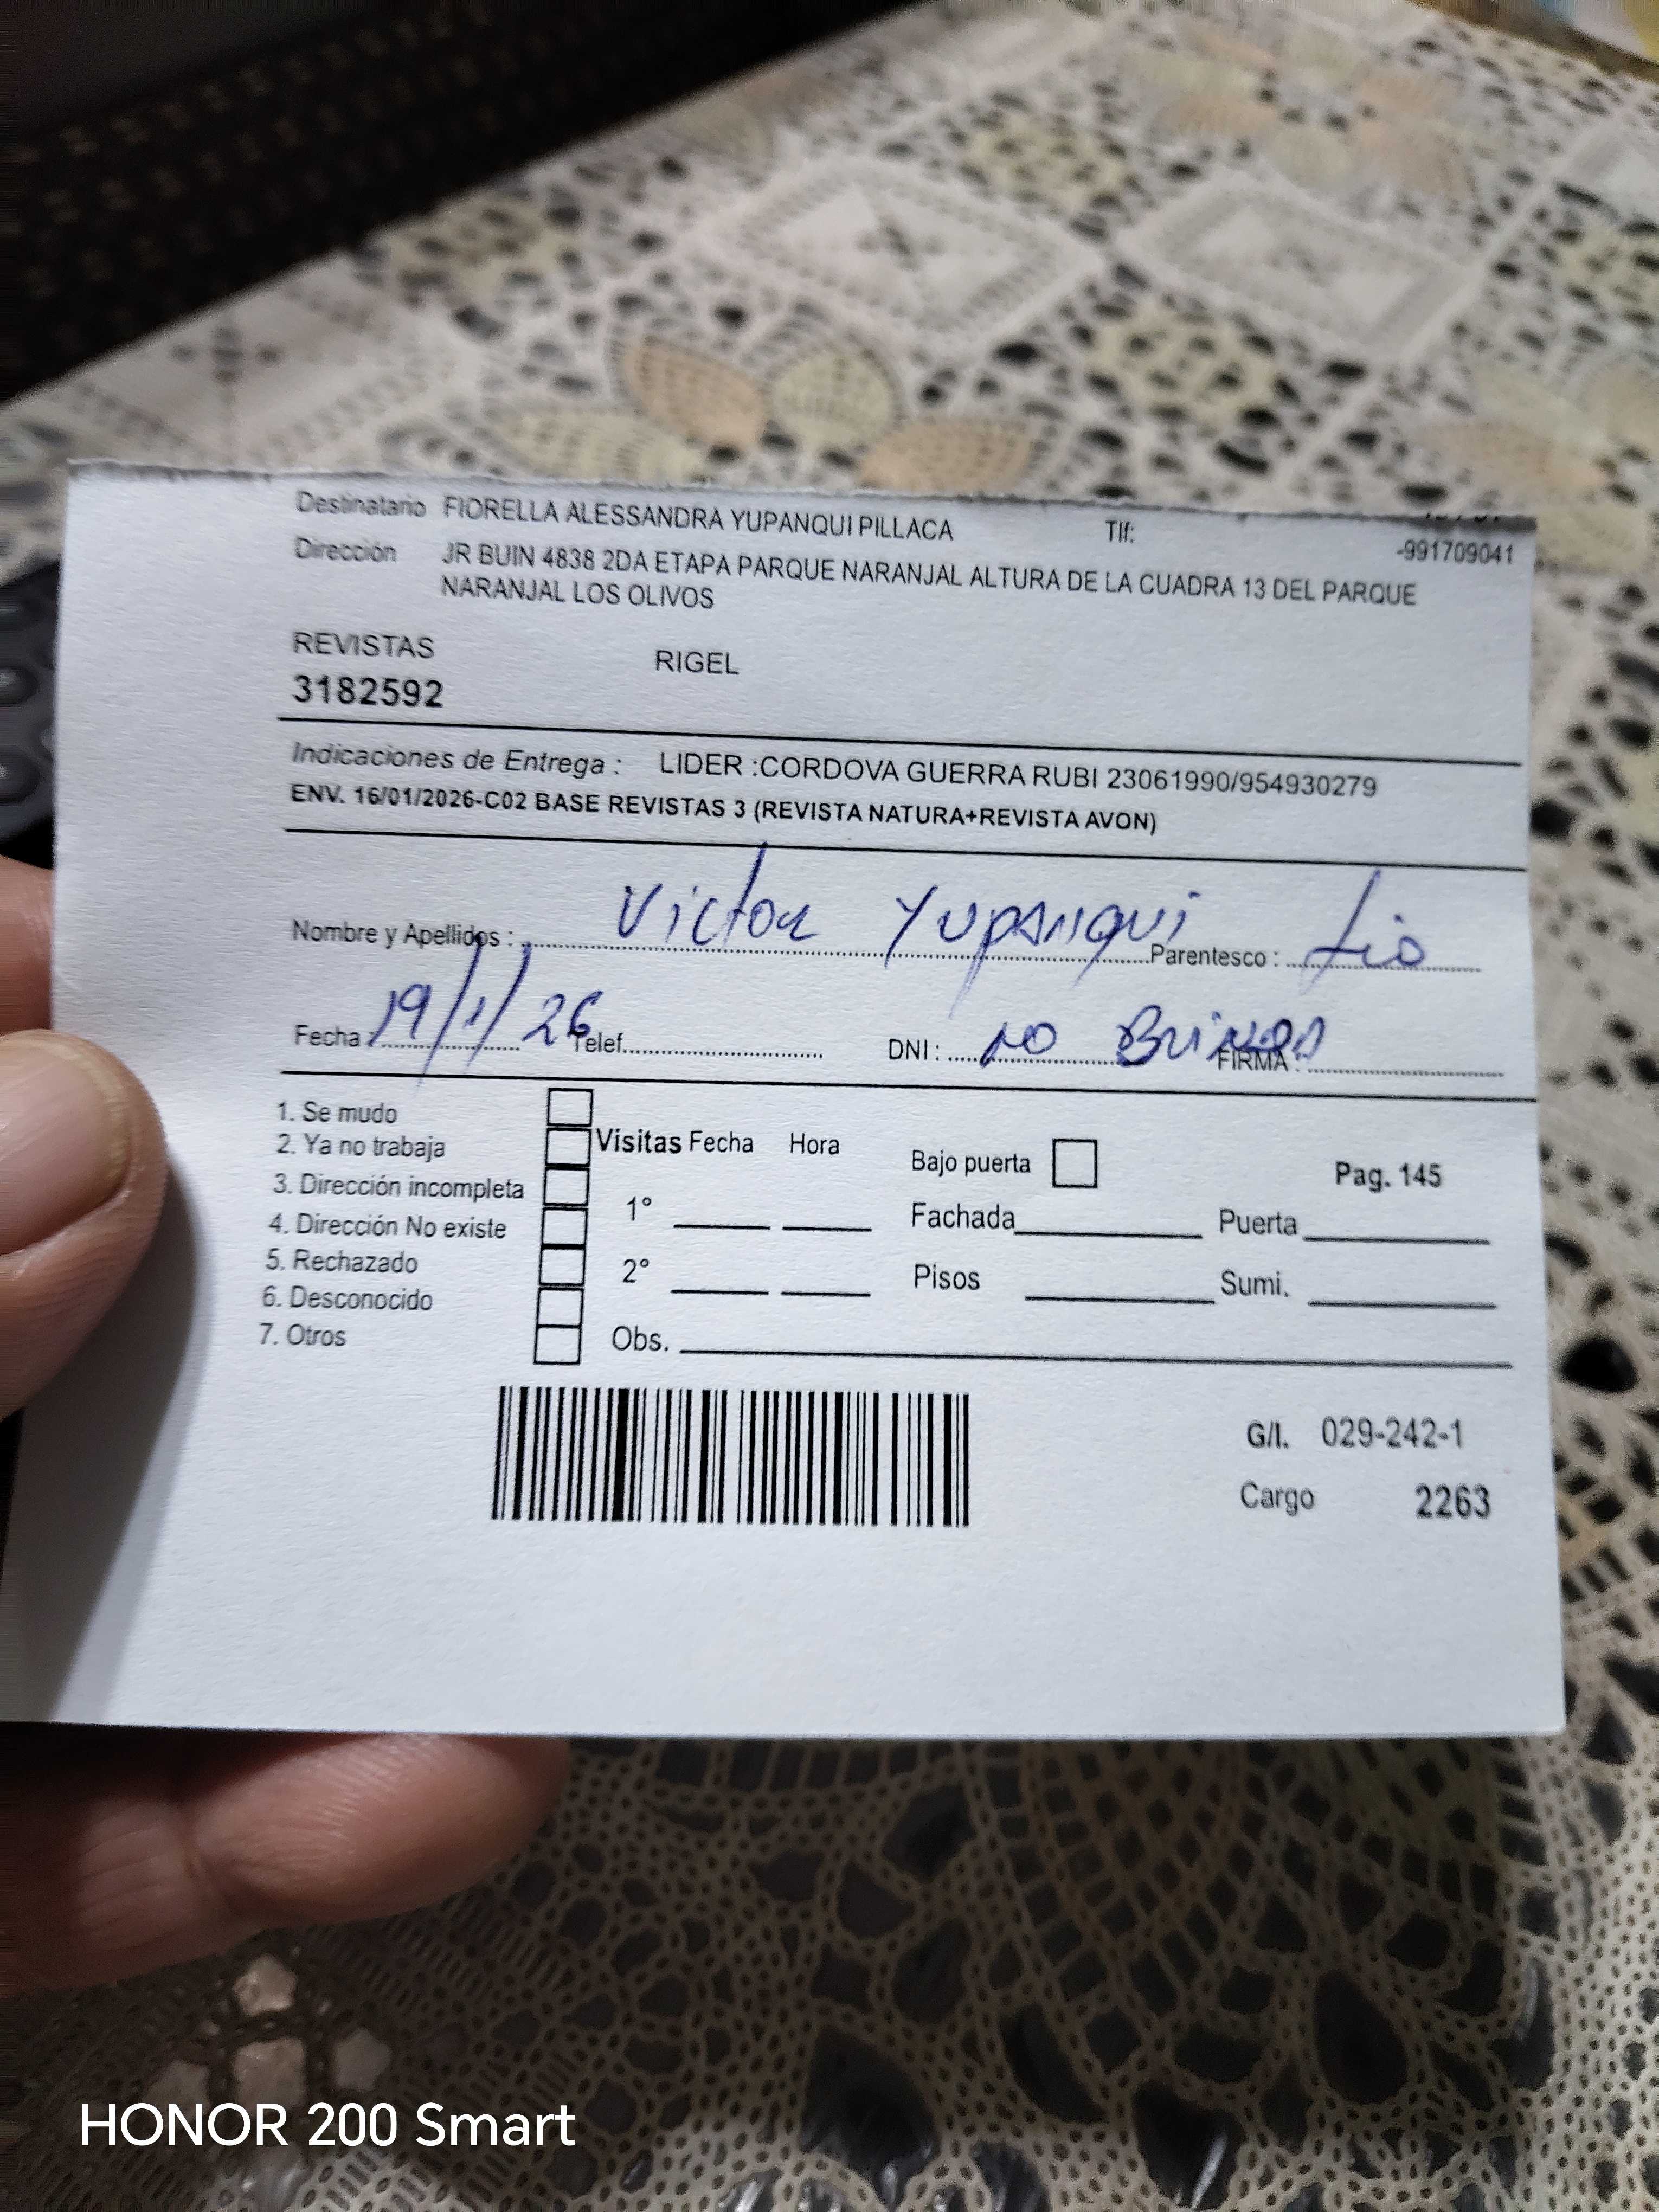 Destinatario FIORELLA ALESSANDRA YUPANQUI PILLACA Tlf: -991709041
Dirección JR BUIN 4838 2DA ETAPA PARQUE NARANJAL ALTURA DE LA CUADRA 13 DEL PARQUE
NARANJAL LOS OLIVOS
REVISTAS RIGEL
3182592
Indicaciones de Entrega : LIDER :CORDOVA GUERRA RUBI 23061990/954930279
ENV. 16/01/2026-C02 BASE REVISTAS 3 (REVISTA NATURA+REVISTA AVON)
Nombre y Apellidos : Victor Yupanqui Parentesco : tio
Fecha : 19/1/26 Telef. DNI : no Brinda FIRMA :
1. Se mudo
2. Ya no trabaja Visitas Fecha Hora Bajo puerta Pag. 145
3. Dirección incompleta 1° Fachada Puerta
4. Dirección No existe
5. Rechazado 2° Pisos Sumi.
6. Desconocido
7. Otros Obs.
G/I. 029-242-1
Cargo 2263
HONOR 200 Smart